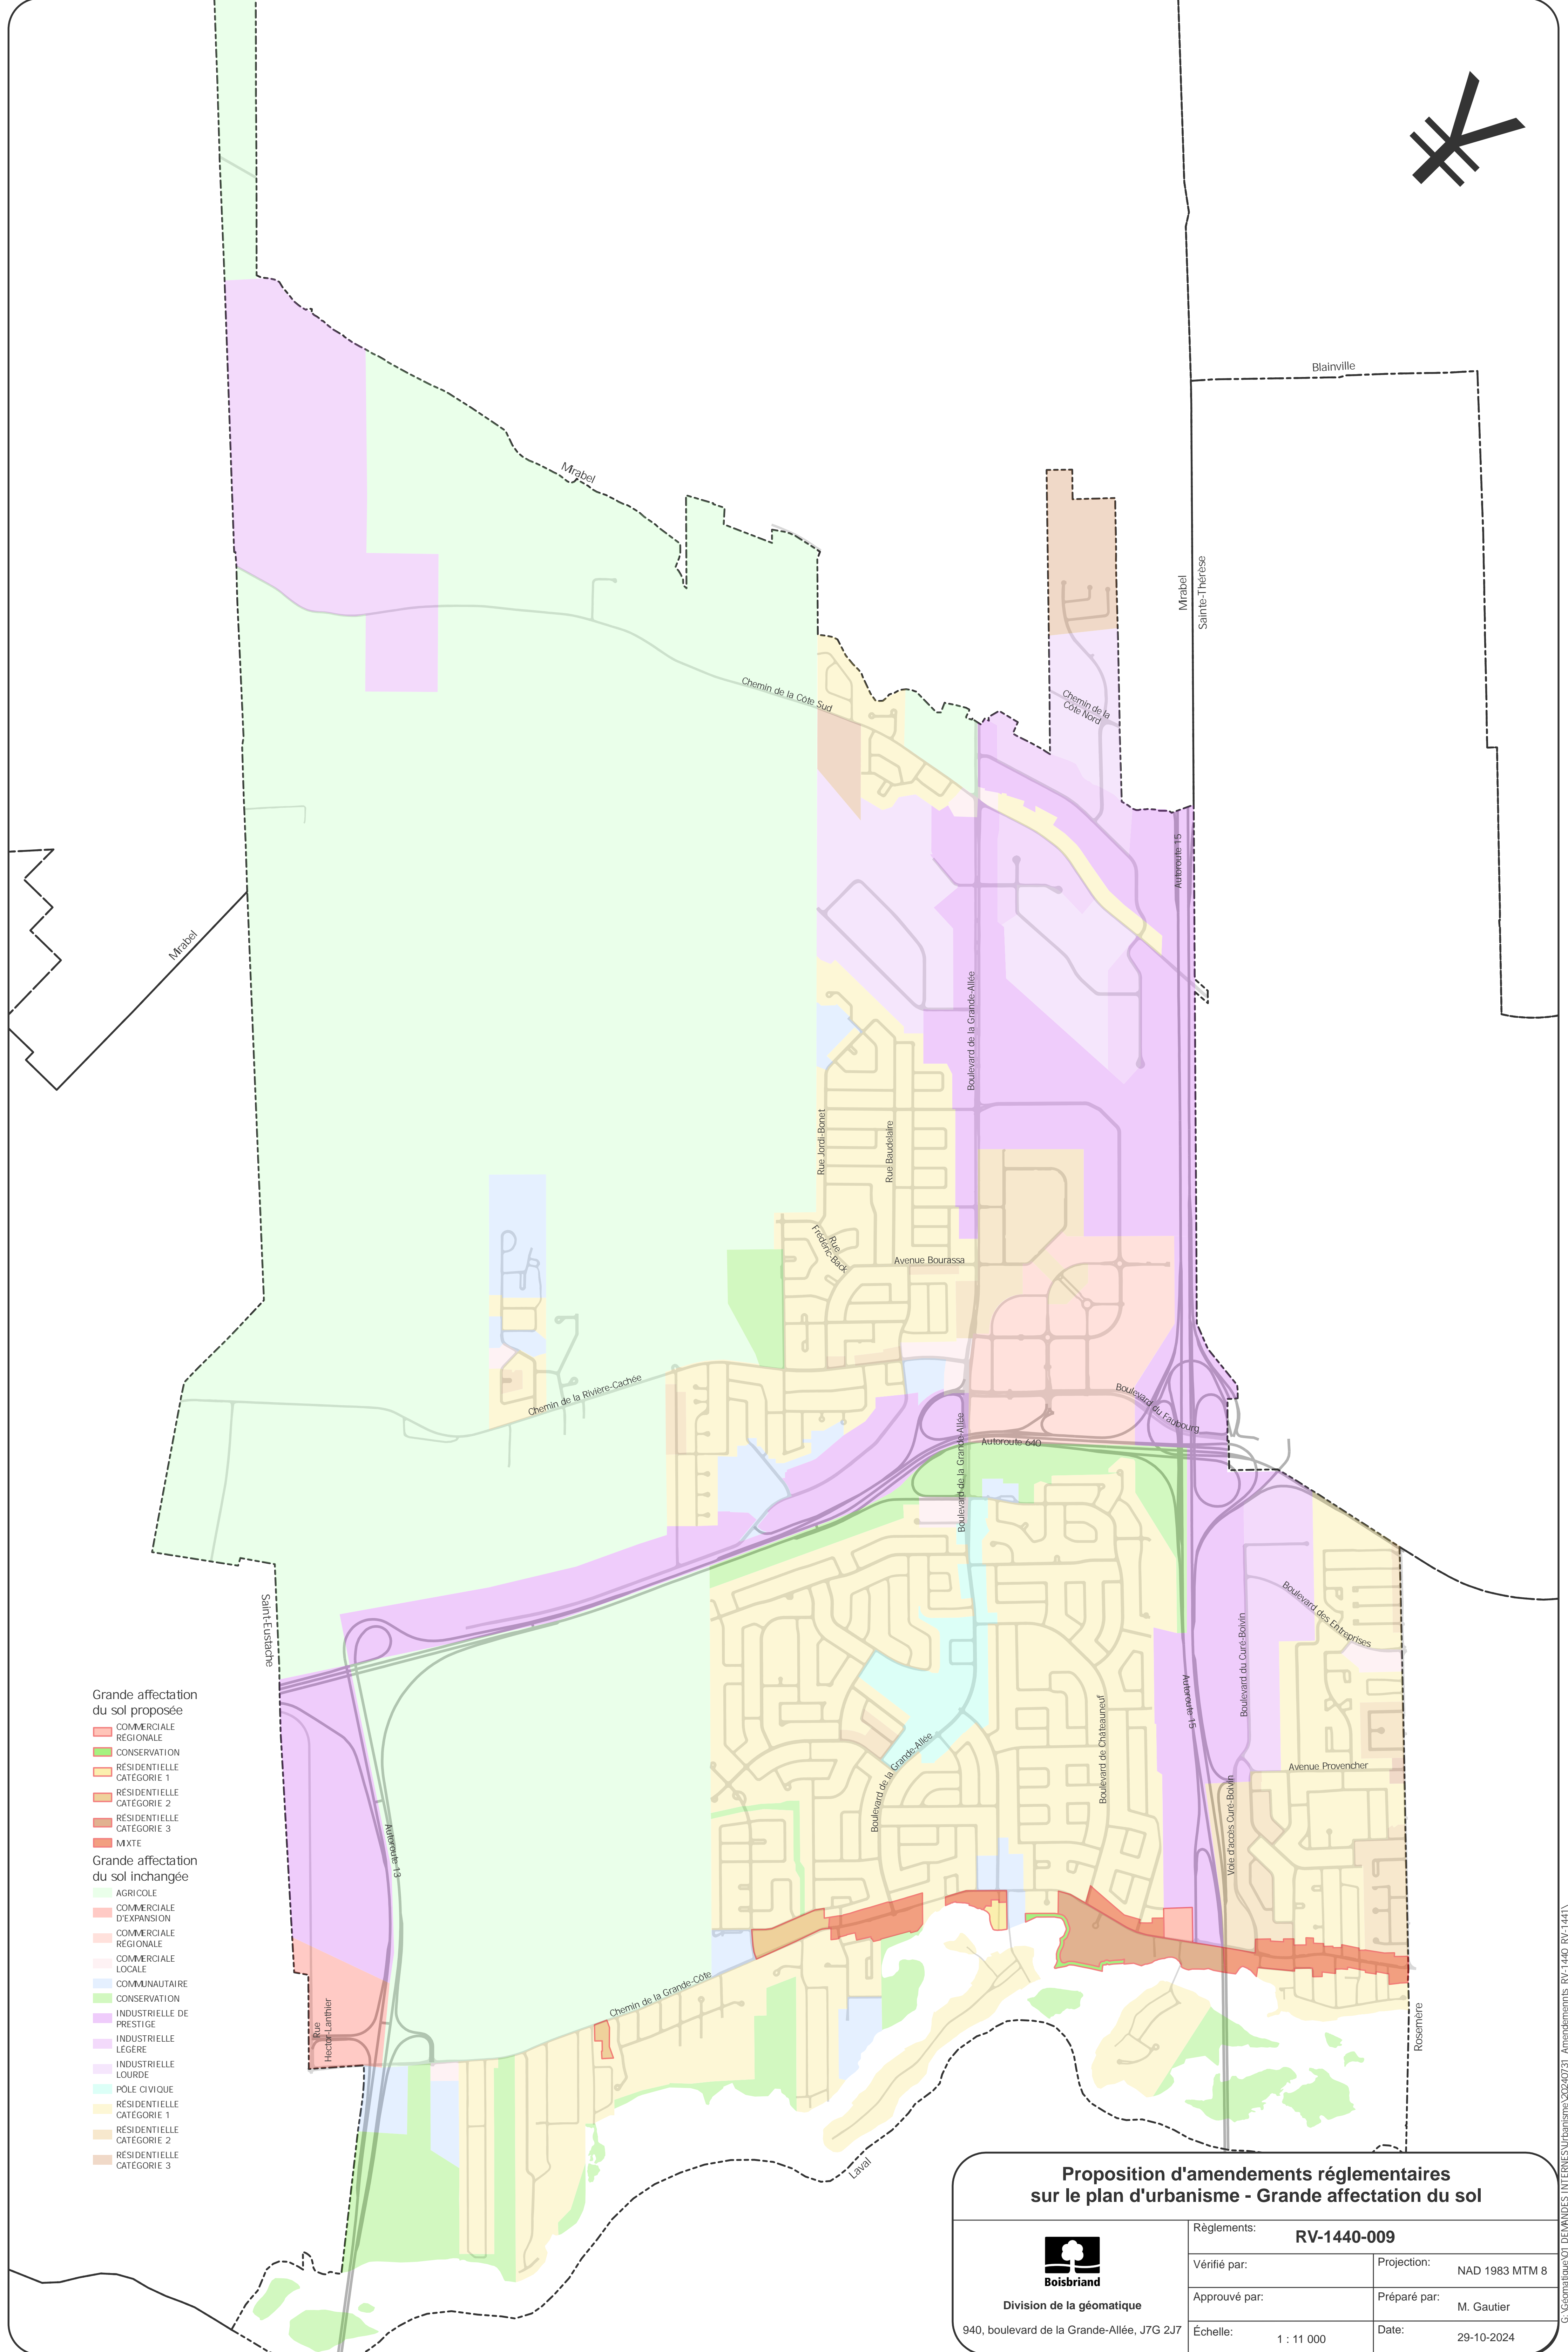 Blainville
Mirabel
Mirabel
Sainte-Thérèse
Chemin de la Côte Sud
Chemin de la
Côte Nord
Autoroute 15
Mirabel
Boulevard de la Grande-Allée
Rue Jordi-Bonet
Rue Baudelaire
Rue
Frédéric-Back
Avenue Bourassa
Chemin de la Rivière-Cachée
Boulevard du Faubourg
Boulevard de la Grande-Allée
Autoroute 640
Saint-Eustache
Boulevard des Entreprises
Boulevard du Curé-Boivin
Autoroute 15
Boulevard de Châteauneuf
Boulevard de la Grande-Allée
Avenue Provencher
Voie d'accès Curé-Boivin
Autoroute 13
Chemin de la Grande-Côte
Rue
Hector-Lanthier
Rosemère
Laval
Grande affectation
du sol proposée
COMMERCIALE
RÉGIONALE
CONSERVATION
RÉSIDENTIELLE
CATÉGORIE 1
RÉSIDENTIELLE
CATÉGORIE 2
RÉSIDENTIELLE
CATÉGORIE 3
MIXTE
Grande affectation
du sol inchangée
AGRICOLE
COMMERCIALE
D'EXPANSION
COMMERCIALE
RÉGIONALE
COMMERCIALE
LOCALE
COMMUNAUTAIRE
CONSERVATION
INDUSTRIELLE DE
PRESTIGE
INDUSTRIELLE
LÉGÈRE
INDUSTRIELLE
LOURDE
PÔLE CIVIQUE
RÉSIDENTIELLE
CATÉGORIE 1
RÉSIDENTIELLE
CATÉGORIE 2
RÉSIDENTIELLE
CATÉGORIE 3
Proposition d'amendements réglementaires
sur le plan d'urbanisme - Grande affectation du sol
Boisbriand
Division de la géomatique
940, boulevard de la Grande-Allée, J7G 2J7
Règlements: RV-1440-009
Vérifié par:
Projection: NAD 1983 MTM 8
Approuvé par:
Préparé par: M. Gautier
Échelle: 1 : 11 000
Date: 29-10-2024
G:\Géomatique\01_DEMANDES INTERNES\Urbanisme\20240731_Amendemennts RV-1440_RV-1441\